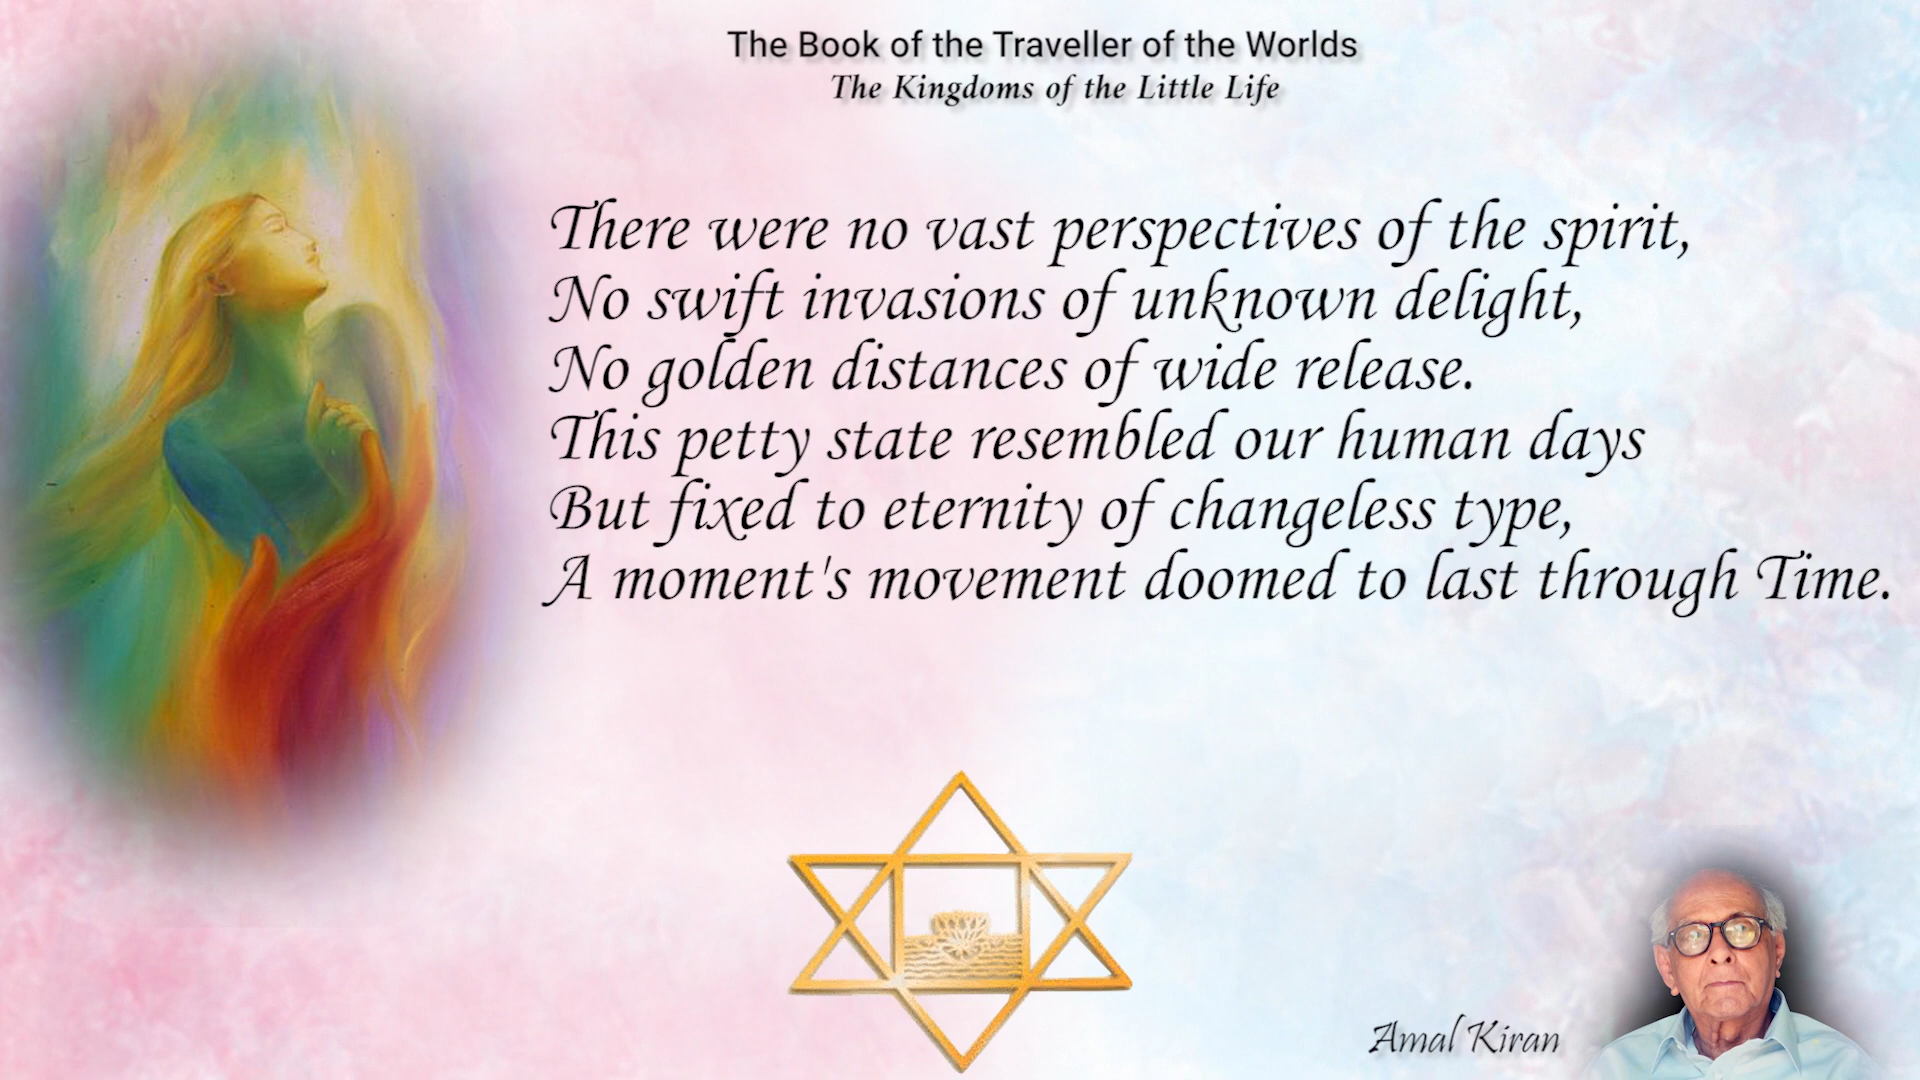 The Book of the Traveller of the Worlds
The Kingdoms of the Little Life
There were no vast perspectives of the spirit,
No swift invasions of unknown delight,
No golden distances of wide release.
This petty state resembled our human days
But fixed to eternity of changeless type,
A moment's movement doomed to last through Time.
Amal Kiran